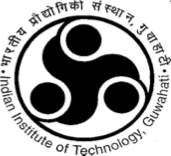 भारतीय प्रौद्योगिकी संस्थान, गुवाहाटी
Indian Institute of Technology, Guwahati